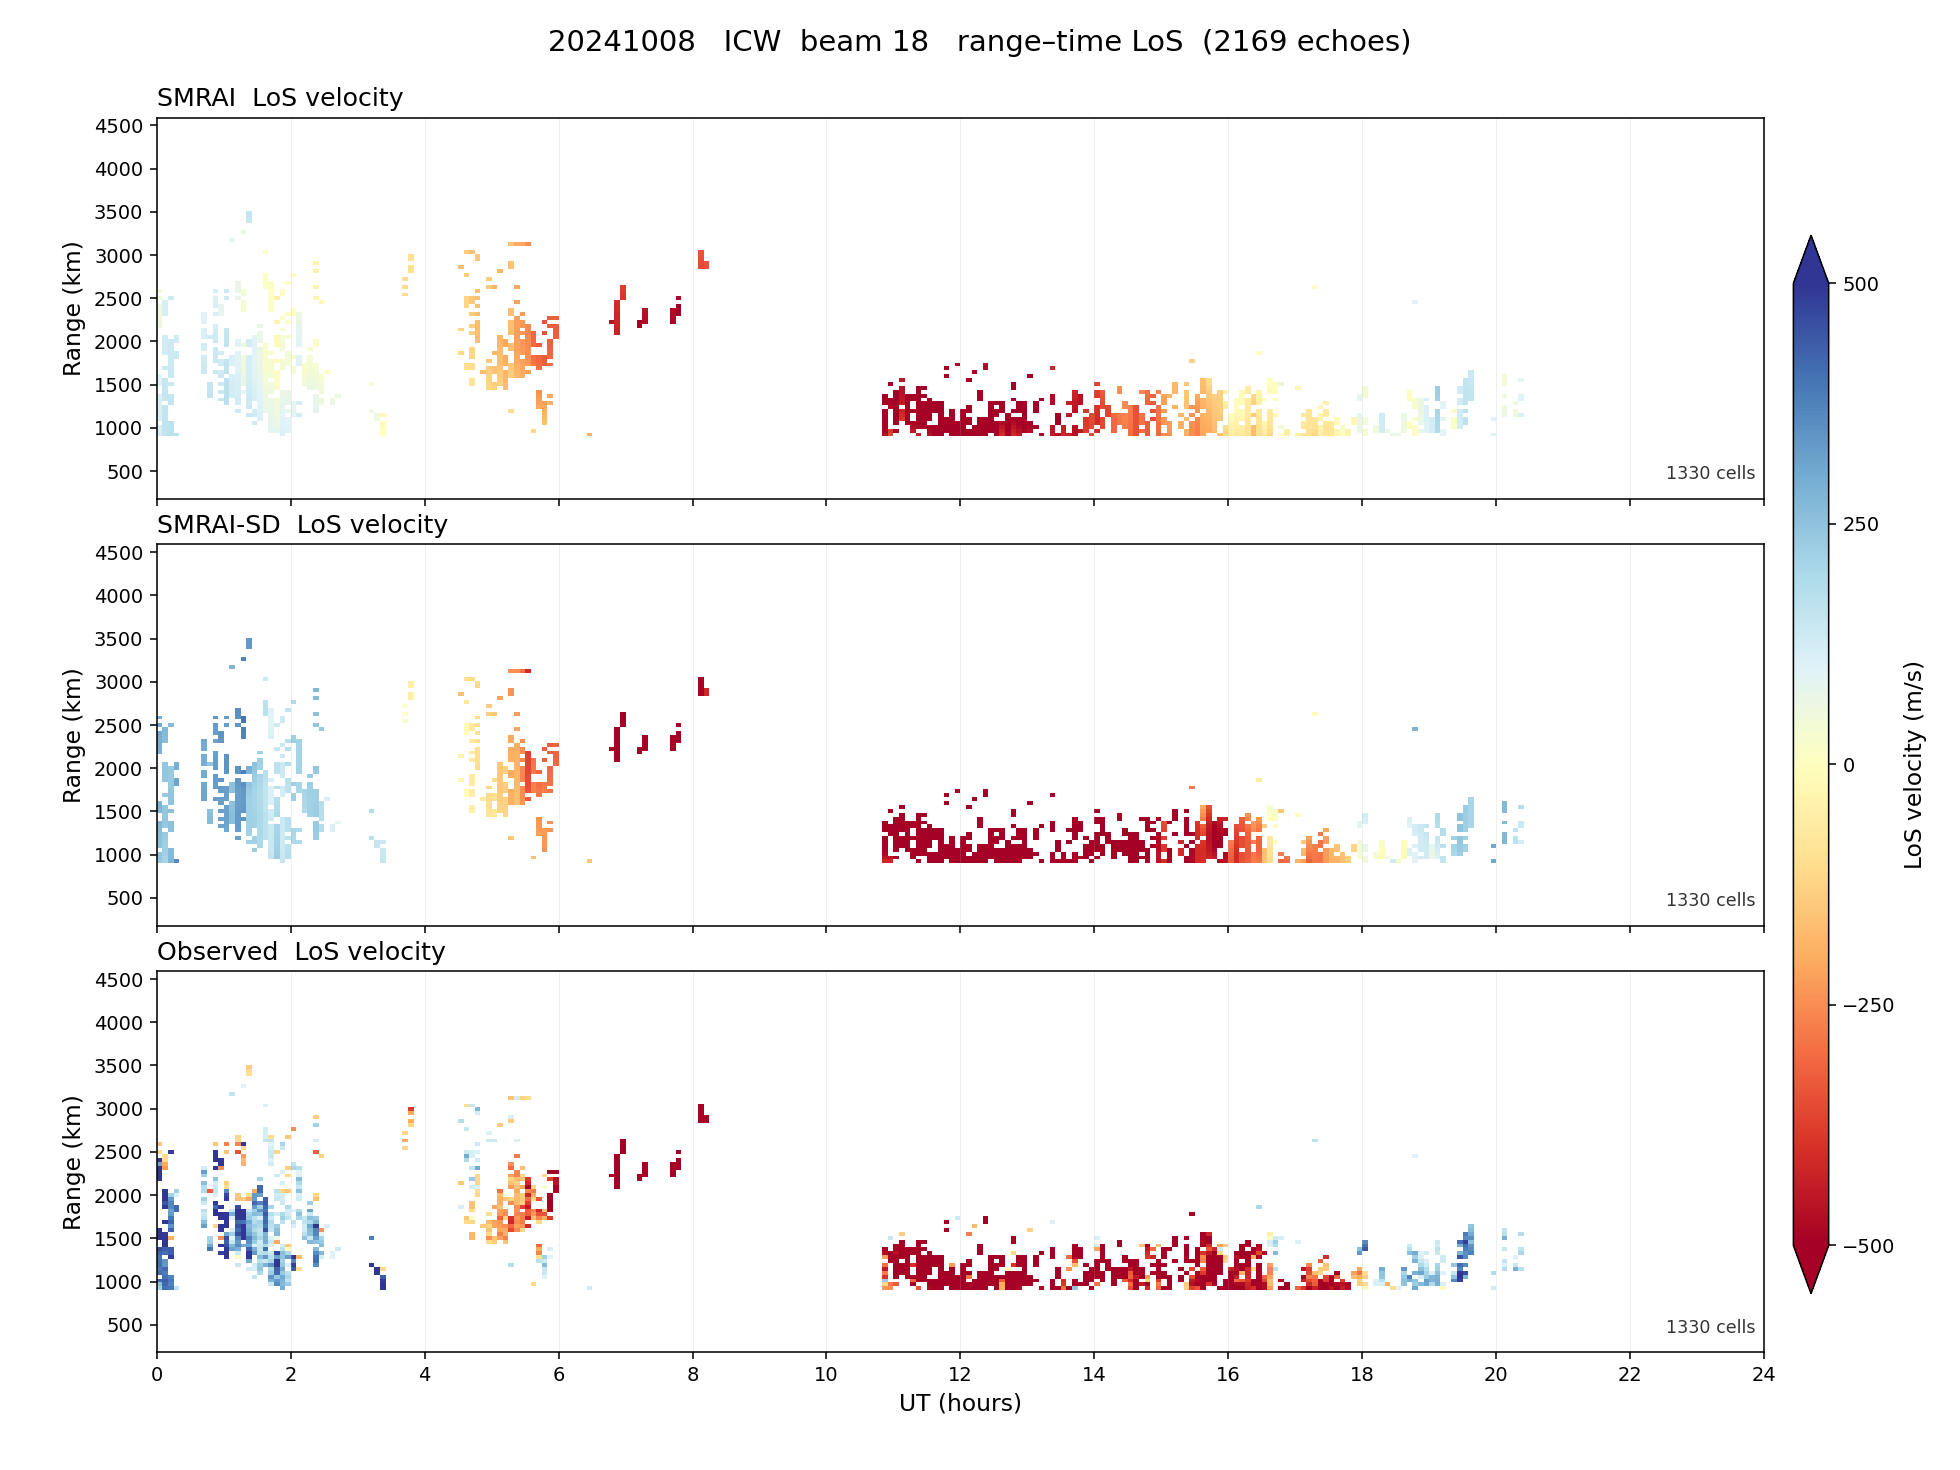 20241008   ICW  beam 18   range–time LoS  (2169 echoes)
SMRAI  LoS velocity
4500
4000
3500
3000
2500
2000
1500
1000
500
Range (km)
1330 cells
SMRAI-SD  LoS velocity
4500
4000
3500
3000
2500
2000
1500
1000
500
Range (km)
1330 cells
Observed  LoS velocity
4500
4000
3500
3000
2500
2000
1500
1000
500
Range (km)
1330 cells
0 2 4 6 8 10 12 14 16 18 20 22 24
UT (hours)
500
250
0
−250
−500
LoS velocity (m/s)